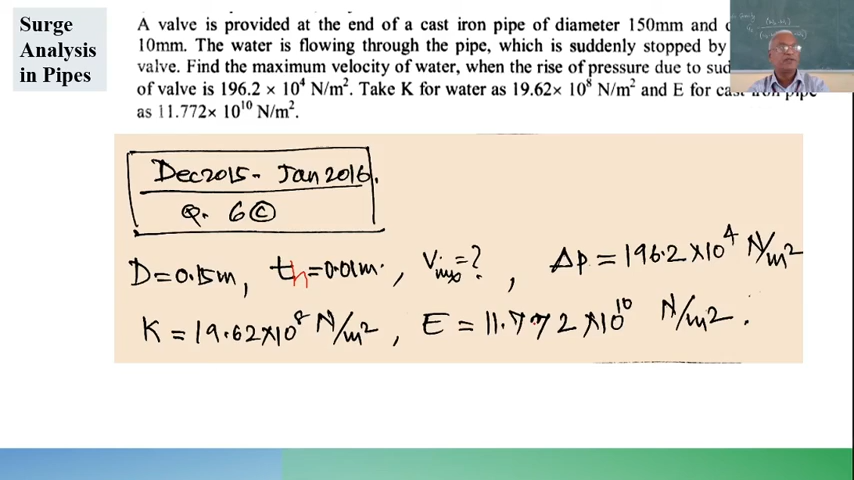 Surge
Analysis
in Pipes
A valve is provided at the end of a cast iron pipe of diameter 150mm and
10mm. The water is flowing through the pipe, which is suddenly stopped by
valve. Find the maximum velocity of water, when the rise of pressure due to
of valve is 196.2 × 10⁴ N/m². Take K for water as 19.62× 10⁸ N/m² and E for
as 11.772× 10¹⁰ N/m².
Dec2015- Jan 2016.
Q. 6©
D=0.15m, th=0.01m, Vmax=?, Δp=196.2×10⁴ N/m²
K=19.62×10⁸ N/m², E=11.772×10¹⁰ N/m².